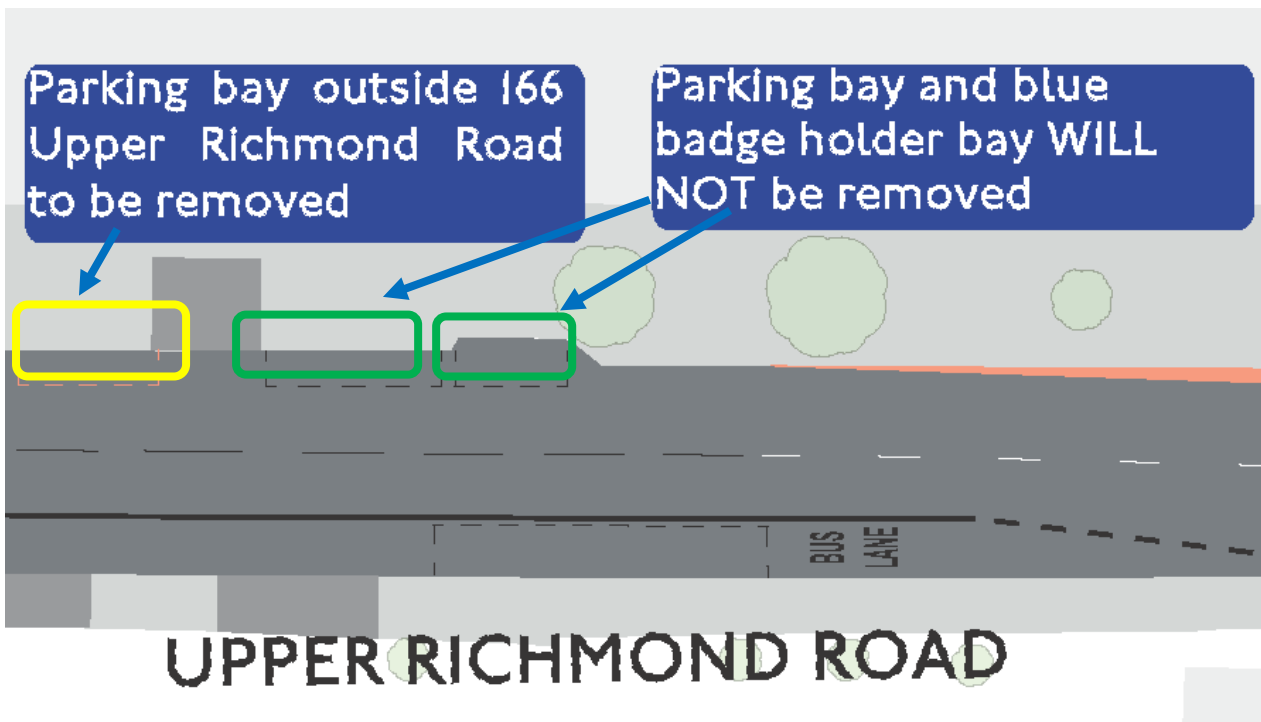 Parking bay outside 166
Upper Richmond Road
to be removed
Parking bay and blue
badge holder bay WILL
NOT be removed
BUS
LANE
UPPER RICHMOND ROAD